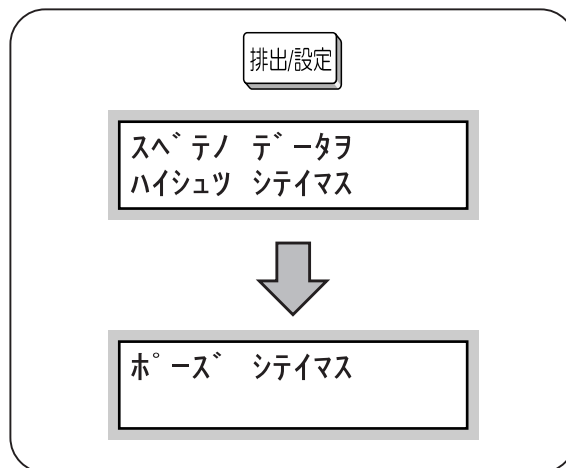 排出/設定
スベテノ データヲ
ハイシュツ シテイマス
ポーズ シテイマス